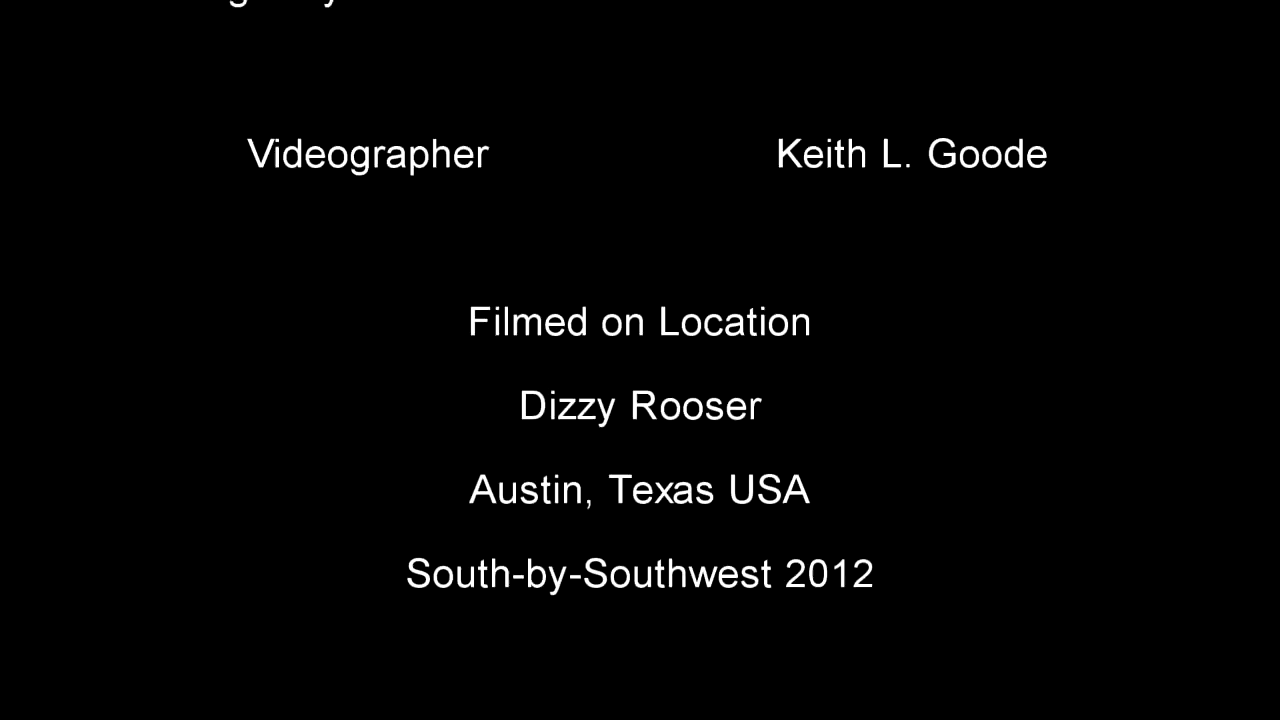 Videographer Keith L. Goode
Filmed on Location
Dizzy Rooser
Austin, Texas USA
South-by-Southwest 2012